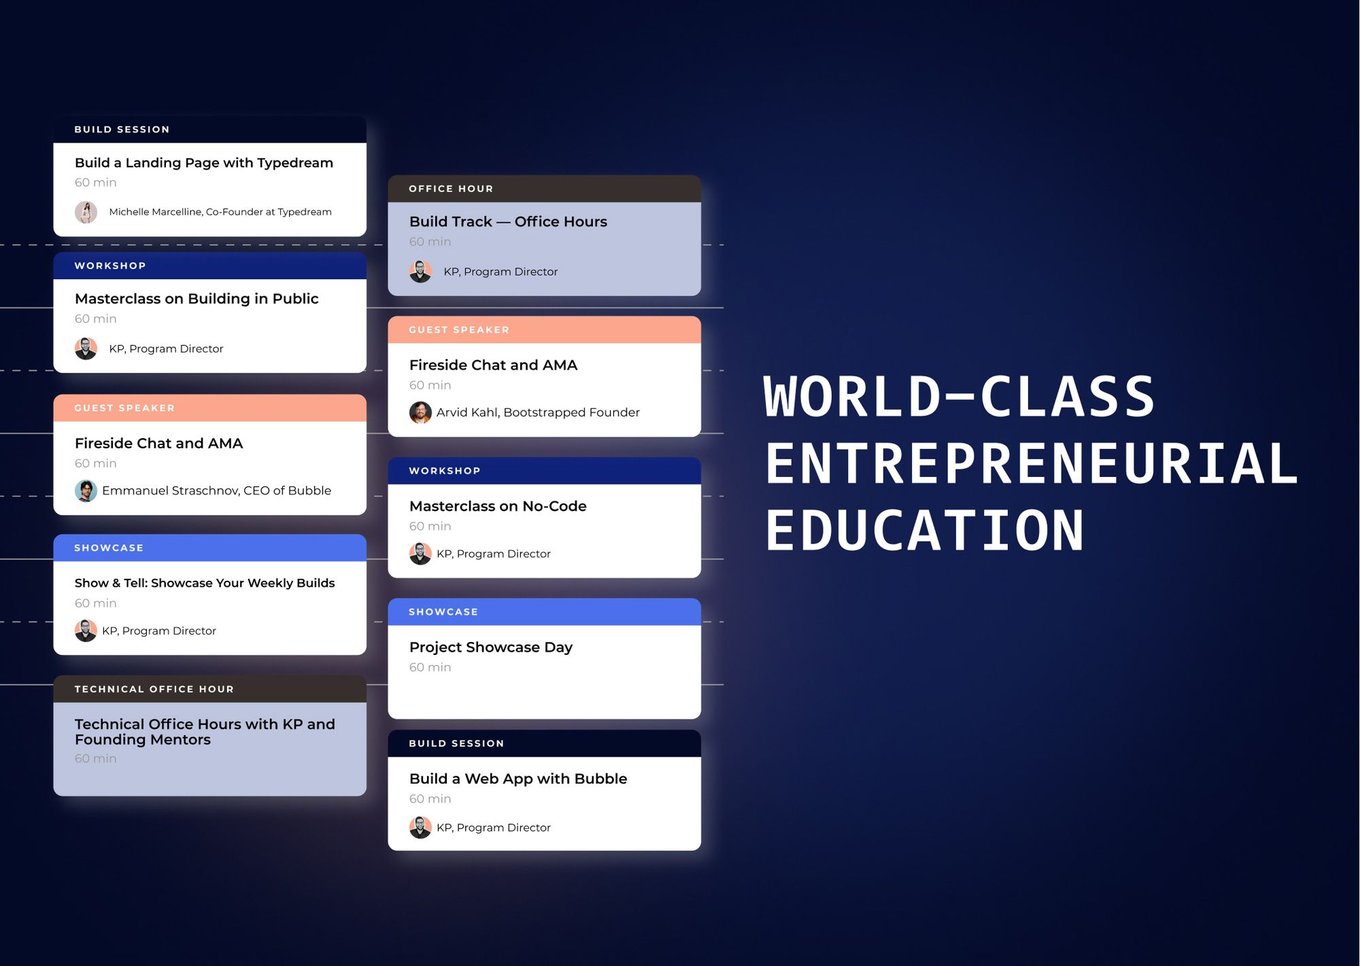 BUILD SESSION
Build a Landing Page with Typedream
60 min
Michelle Marcelline, Co-Founder at Typedream
WORKSHOP
Masterclass on Building in Public
60 min
KP, Program Director
GUEST SPEAKER
Fireside Chat and AMA
60 min
Emmanuel Straschnov, CEO of Bubble
SHOWCASE
Show & Tell: Showcase Your Weekly Builds
60 min
KP, Program Director
TECHNICAL OFFICE HOUR
Technical Office Hours with KP and
Founding Mentors
60 min
OFFICE HOUR
Build Track — Office Hours
60 min
KP, Program Director
GUEST SPEAKER
Fireside Chat and AMA
60 min
Arvid Kahl, Bootstrapped Founder
WORKSHOP
Masterclass on No-Code
60 min
KP, Program Director
SHOWCASE
Project Showcase Day
60 min
BUILD SESSION
Build a Web App with Bubble
60 min
KP, Program Director
WORLD-CLASS
ENTREPRENEURIAL
EDUCATION